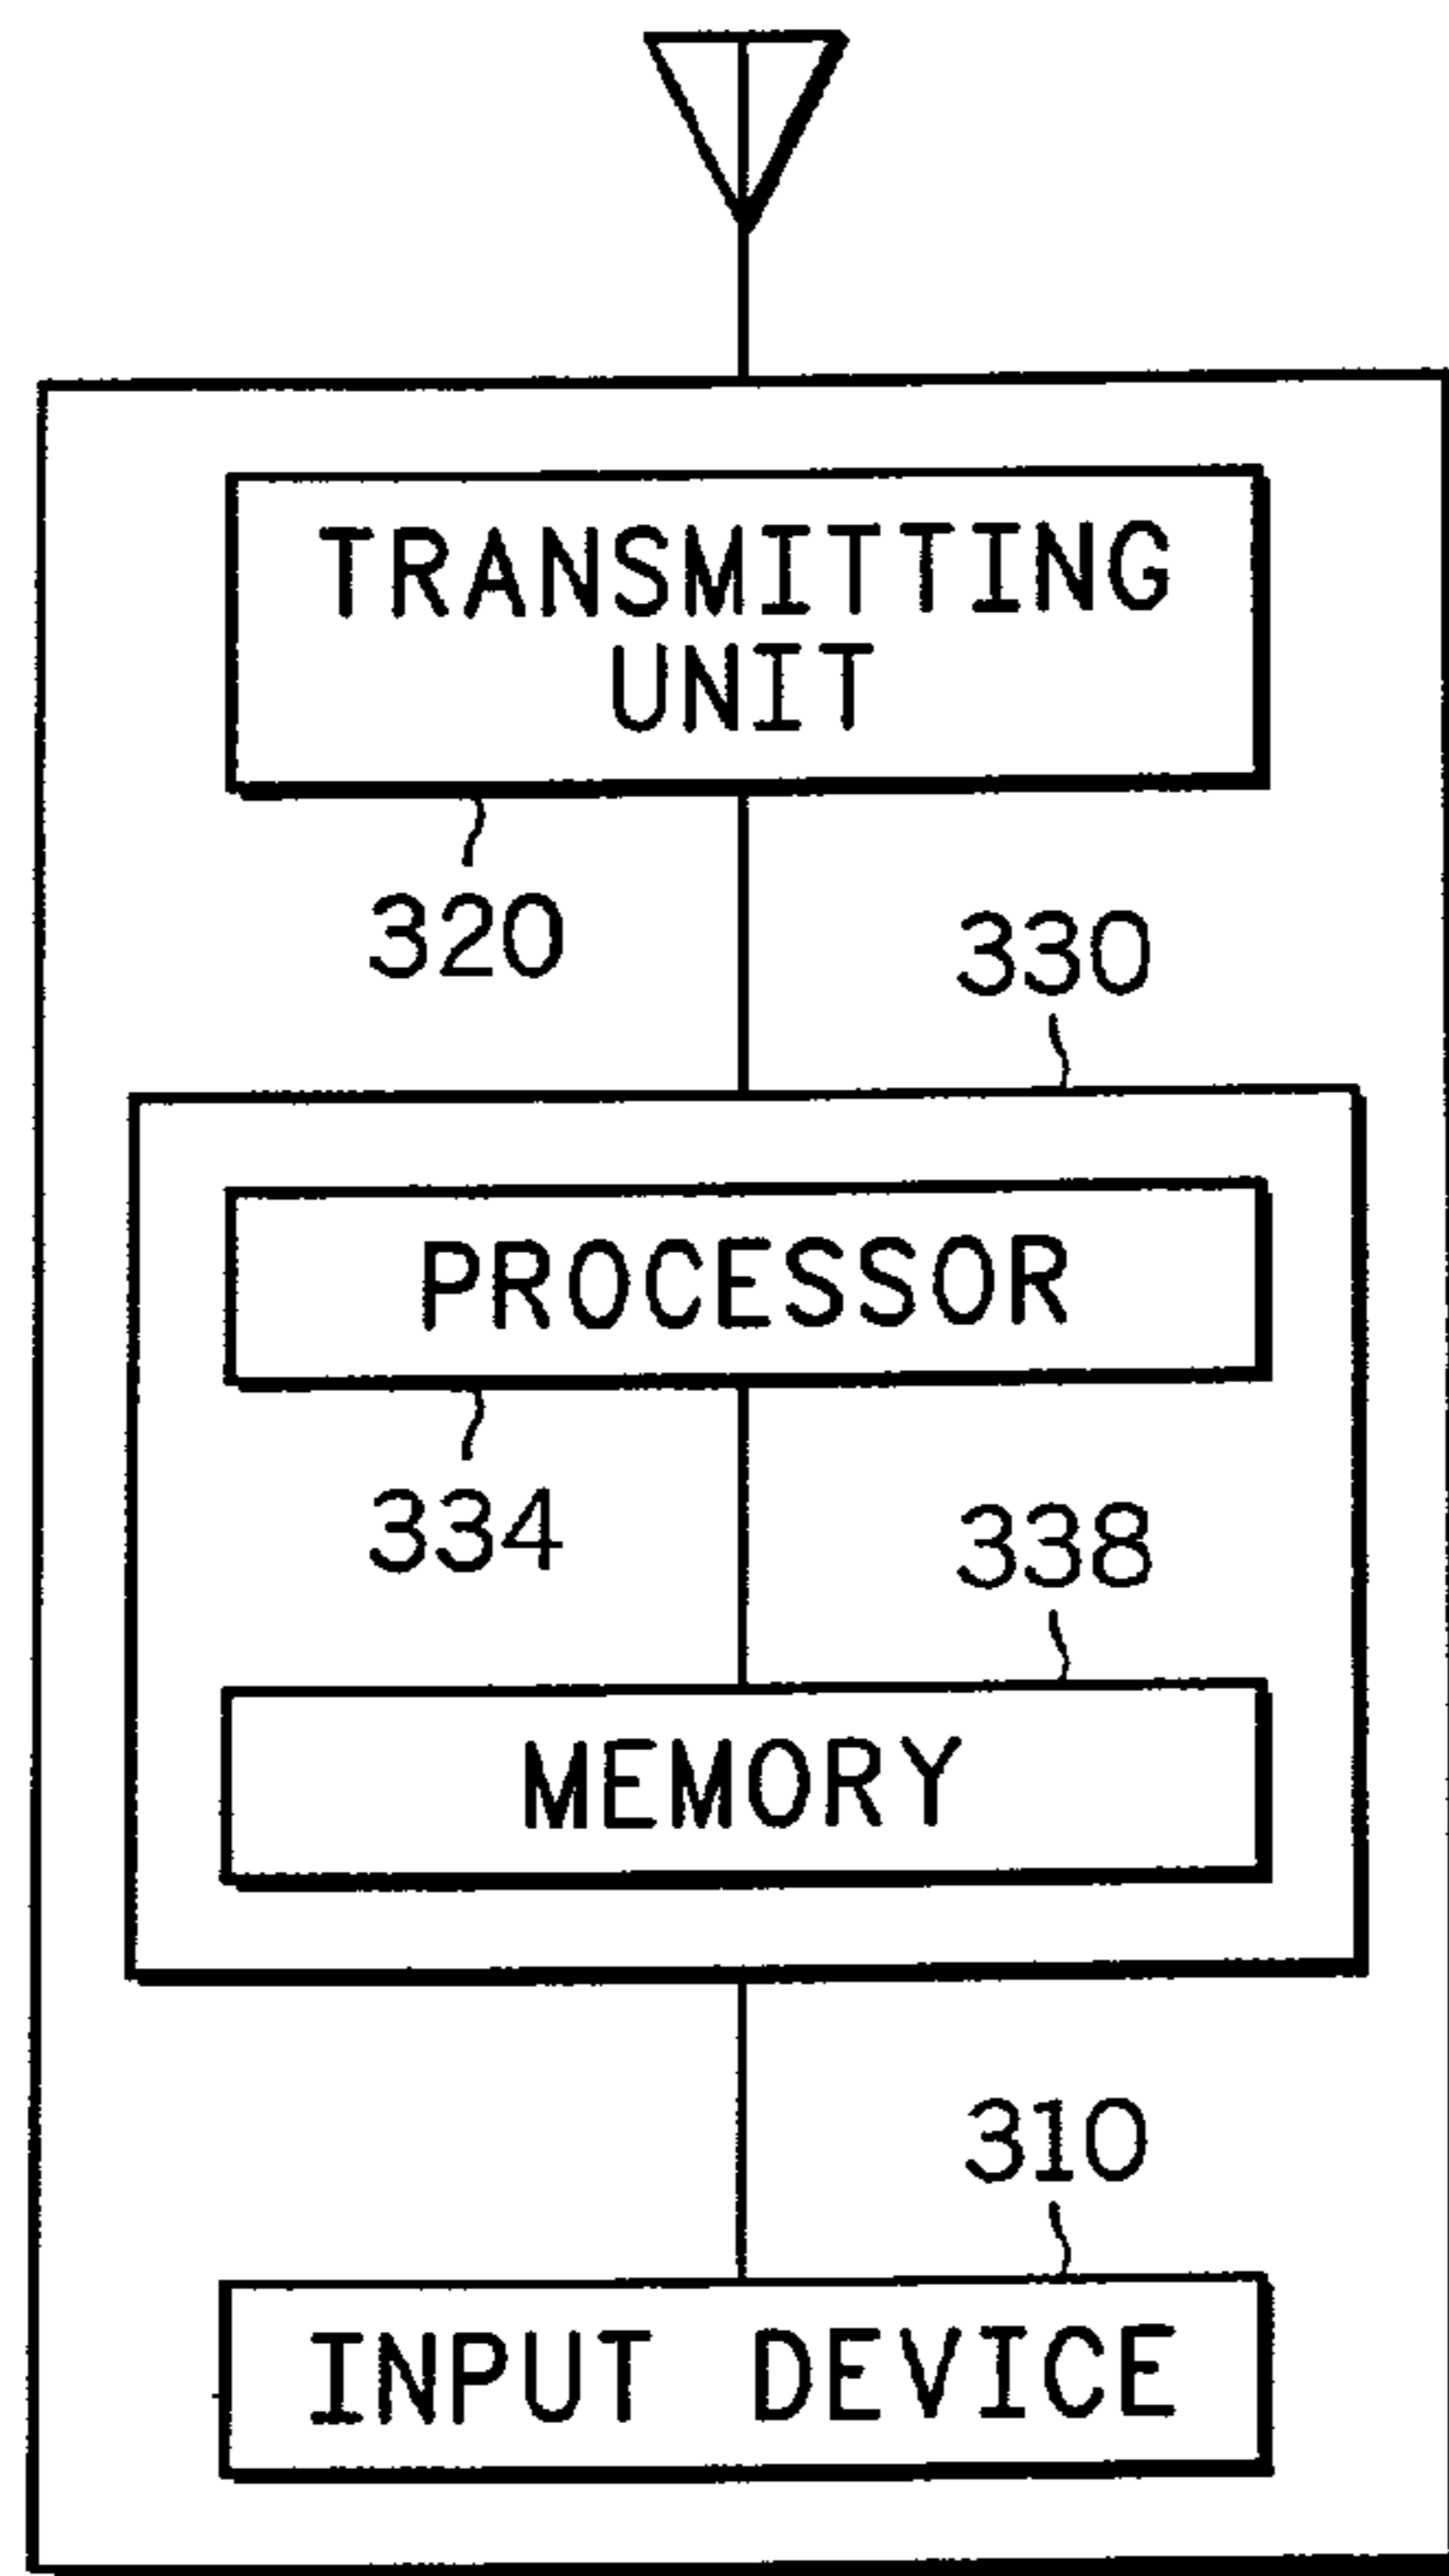 TRANSMITTING
UNIT
320
330
PROCESSOR
334
338
MEMORY
310
INPUT DEVICE